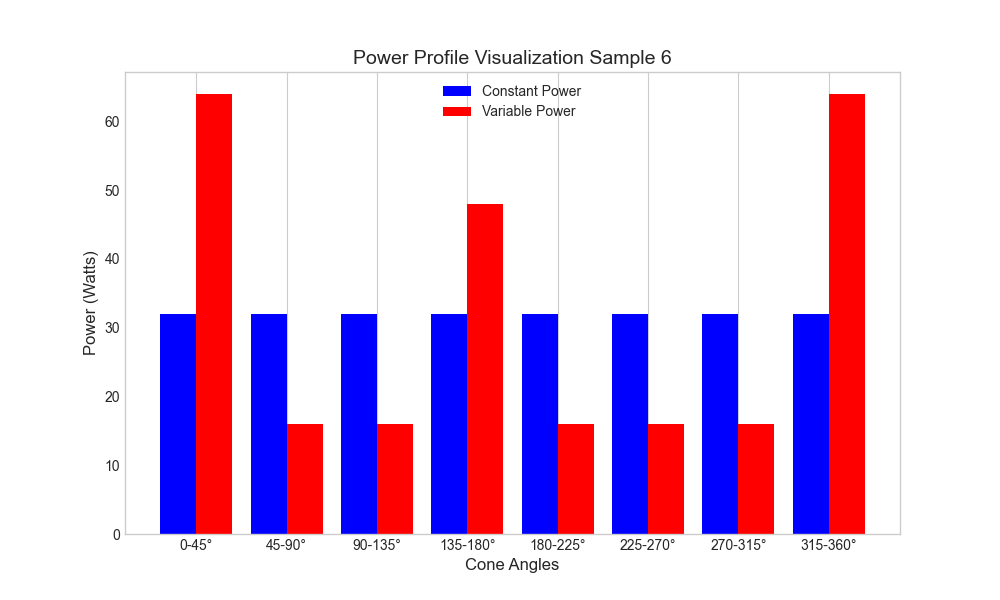 Power Profile Visualization Sample 6
Constant Power
Variable Power
Power (Watts)
60
50
40
30
20
10
0
0-45° 45-90° 90-135° 135-180° 180-225° 225-270° 270-315° 315-360°
Cone Angles